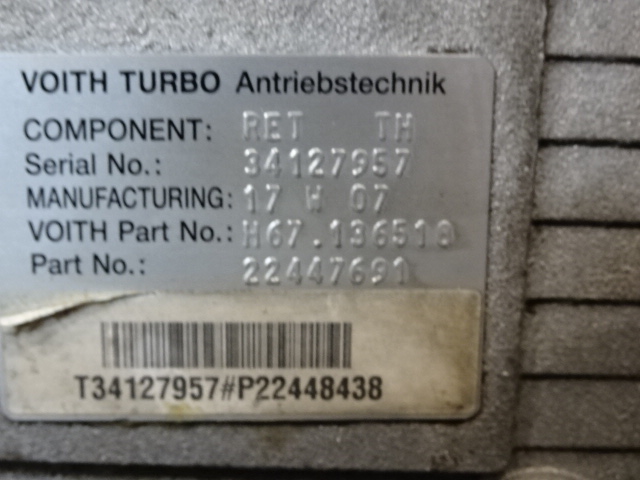 VOITH TURBO Antriebstechnik
COMPONENT: RET TH
Serial No.: 34127957
MANUFACTURING: 17 H 07
VOITH Part No.: H67.136510
Part No.: 22447691
T34127957#P22448438